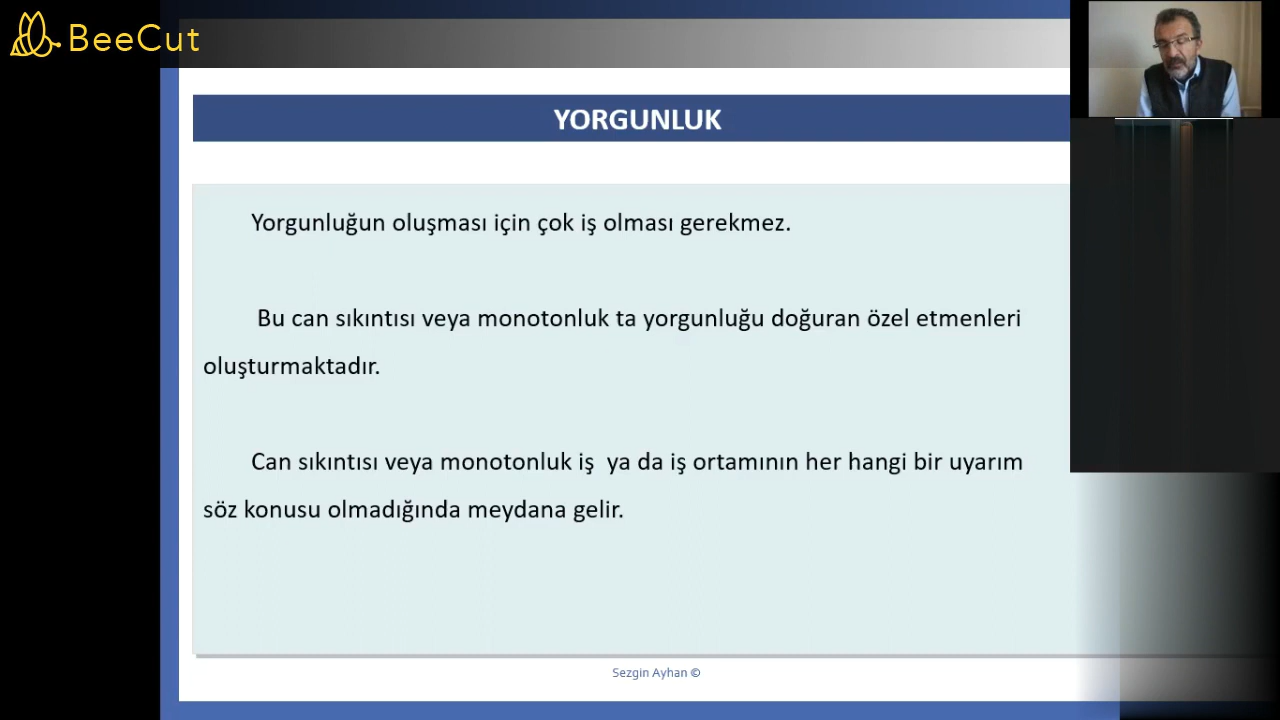 BeeCut
YORGUNLUK
Yorgunluğun oluşması için çok iş olması gerekmez.
Bu can sıkıntısı veya monotonluk ta yorgunluğu doğuran özel etmenleri
oluşturmaktadır.
Can sıkıntısı veya monotonluk iş ya da iş ortamının her hangi bir uyarım
söz konusu olmadığında meydana gelir.
Sezgin Ayhan ©